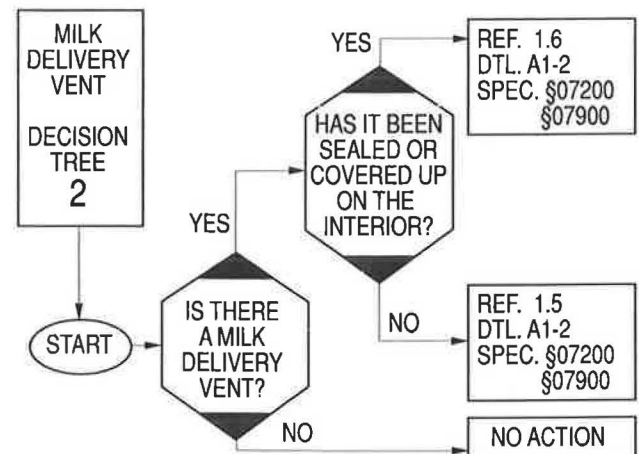 MILK
DELIVERY
VENT
DECISION
TREE
2
START
IS THERE
A MILK
DELIVERY
VENT?
YES
NO
HAS IT BEEN
SEALED OR
COVERED UP
ON THE
INTERIOR?
YES
NO
REF. 1.6
DTL. A1-2
SPEC. §07200
§07900
REF. 1.5
DTL. A1-2
SPEC. §07200
§07900
NO ACTION